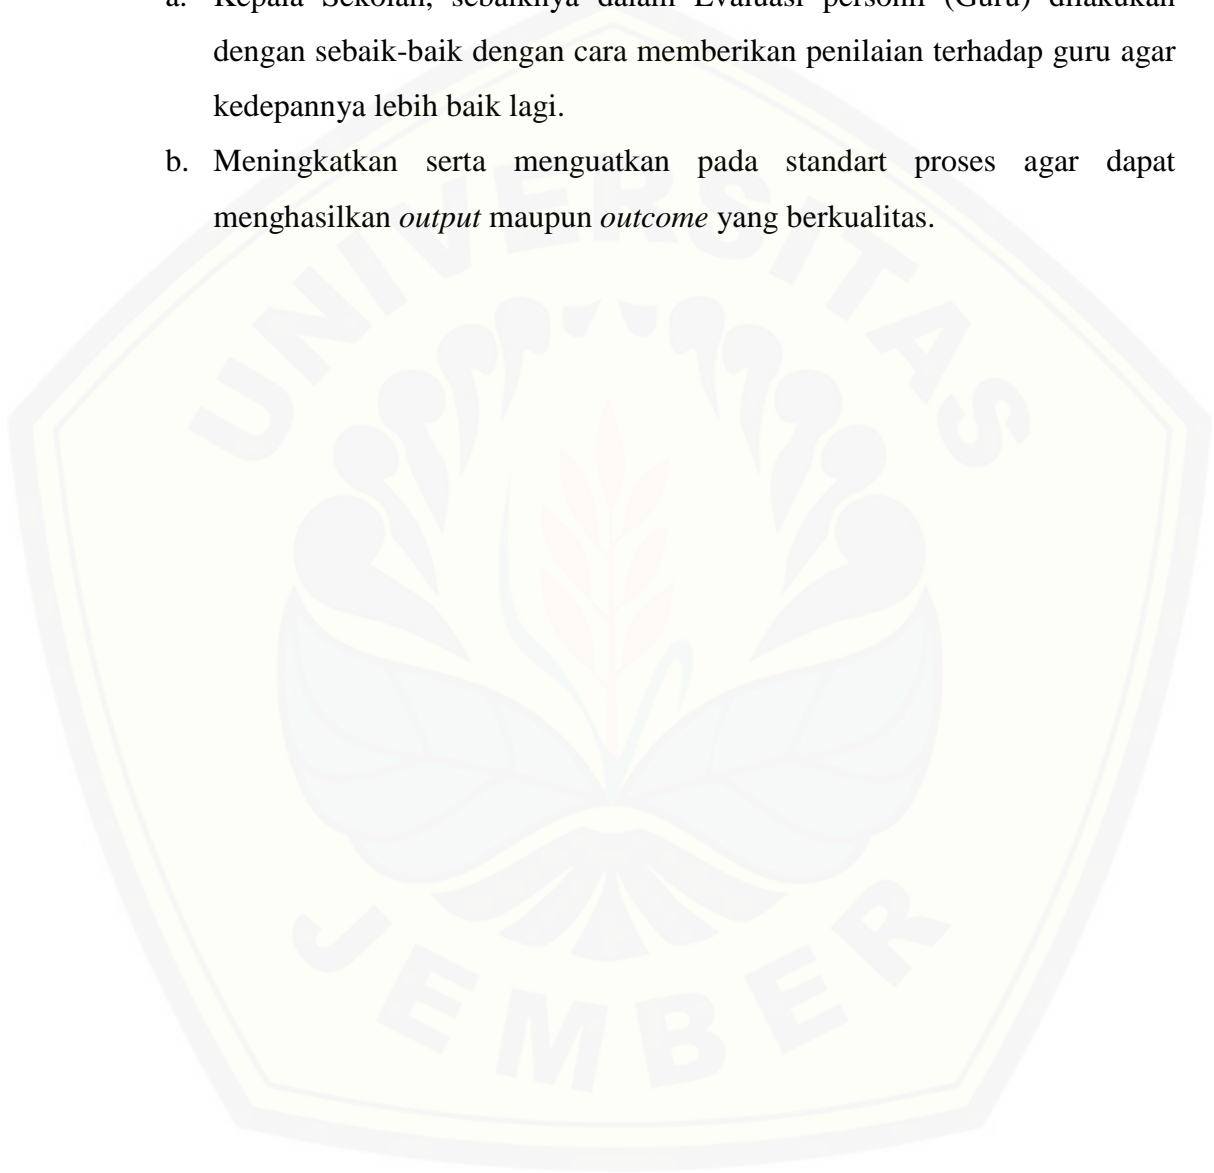 a. Kepala Sekolah, sebaiknya dalam Evaluasi personil (Guru) dilakukan
dengan sebaik-baik dengan cara memberikan penilaian terhadap guru agar
kedepannya lebih baik lagi.
b. Meningkatkan serta menguatkan pada standart proses agar dapat
menghasilkan output maupun outcome yang berkualitas.
UNIVERSITAS
JEMBER